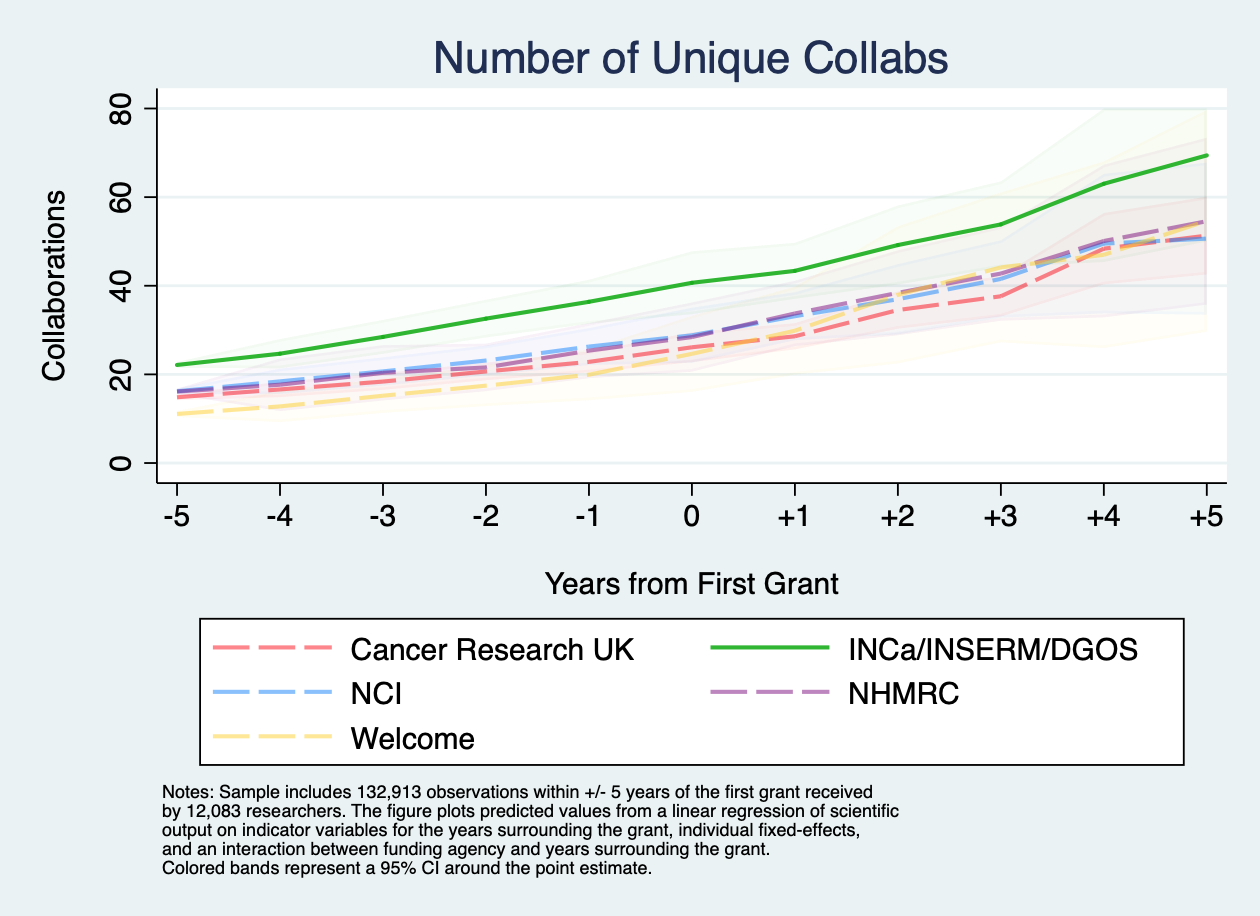 Number of Unique Collabs
80
60
40
20
0
Collaborations
-5 -4 -3 -2 -1 0 +1 +2 +3 +4 +5
Years from First Grant
Cancer Research UK INCa/INSERM/DGOS
NCI NHMRC
Welcome
Notes: Sample includes 132,913 observations within +/- 5 years of the first grant received
by 12,083 researchers. The figure plots predicted values from a linear regression of scientific
output on indicator variables for the years surrounding the grant, individual fixed-effects,
and an interaction between funding agency and years surrounding the grant.
Colored bands represent a 95% CI around the point estimate.